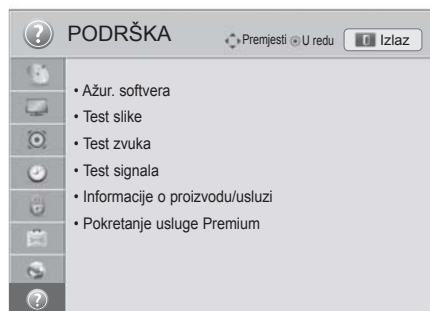 PODRŠKA Premjesti U redu Izlaz
• Ažur. softvera
• Test slike
• Test zvuka
• Test signala
• Informacije o proizvodu/usluzi
• Pokretanje usluge Premium